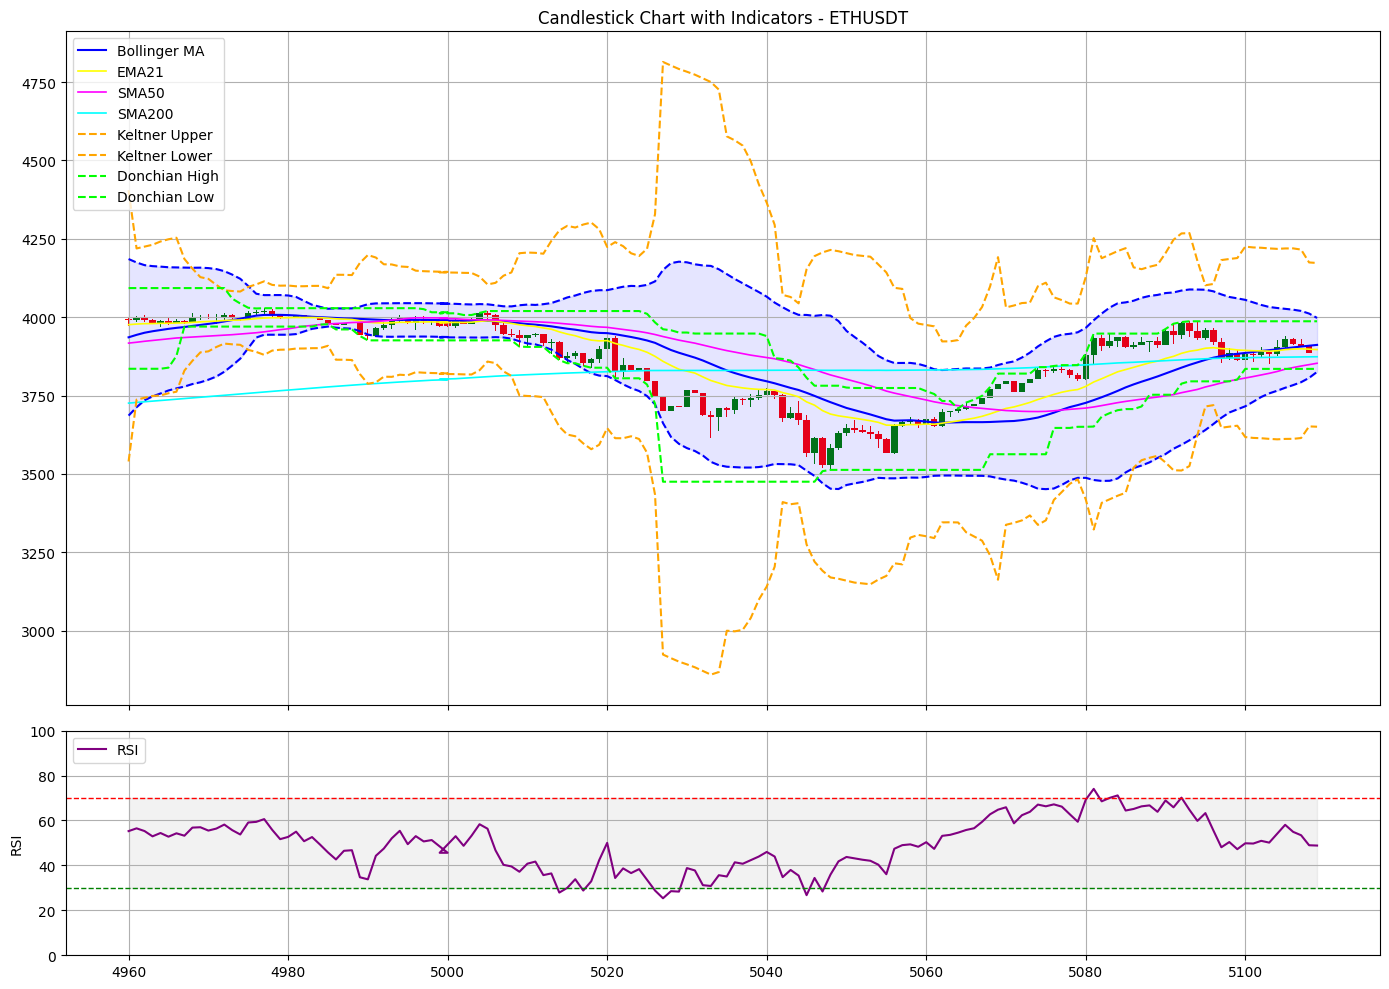 Candlestick Chart with Indicators - ETHUSDT
Bollinger MA
EMA21
SMA50
SMA200
Keltner Upper
Keltner Lower
Donchian High
Donchian Low
4750
4500
4250
4000
3750
3500
3250
3000
RSI
100
80
60
40
20
0
RSI
4960
4980
5000
5020
5040
5060
5080
5100